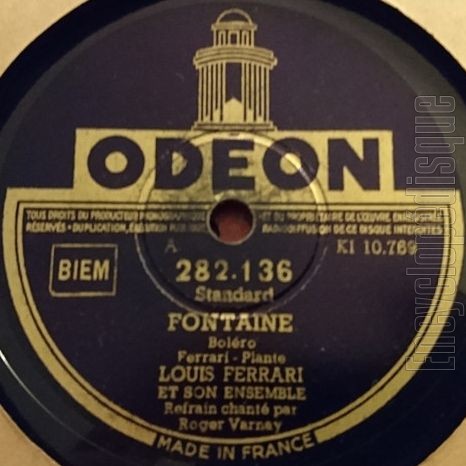 ODÉON
TOUS DROITS DU PRODUCTEUR PHONOGRAPHIQUE ET DU PROPRIÉTAIRE DE L'ŒUVRE ENREGISTRÉE
RÉSERVÉS - DUPLICATION, RADIODIFFUSION DE CE DISQUE INTERDITES
A
KI 10.789
BIEM
282.136
Standard
FONTAINE
Boléro
Ferrari - Plante
LOUIS FERRARI
ET SON ENSEMBLE
Refrain chanté par
Roger Varnay
MADE IN FRANCE
Encyclopédisque